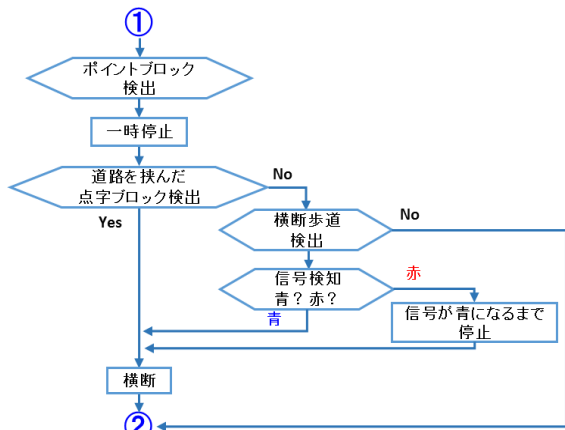 ①
ポイントブロック
検出
一時停止
道路を挟んだ
点字ブロック検出
No
Yes
横断歩道
検出
No
信号検知
青？赤？
赤
青
信号が青になるまで
停止
横断
②